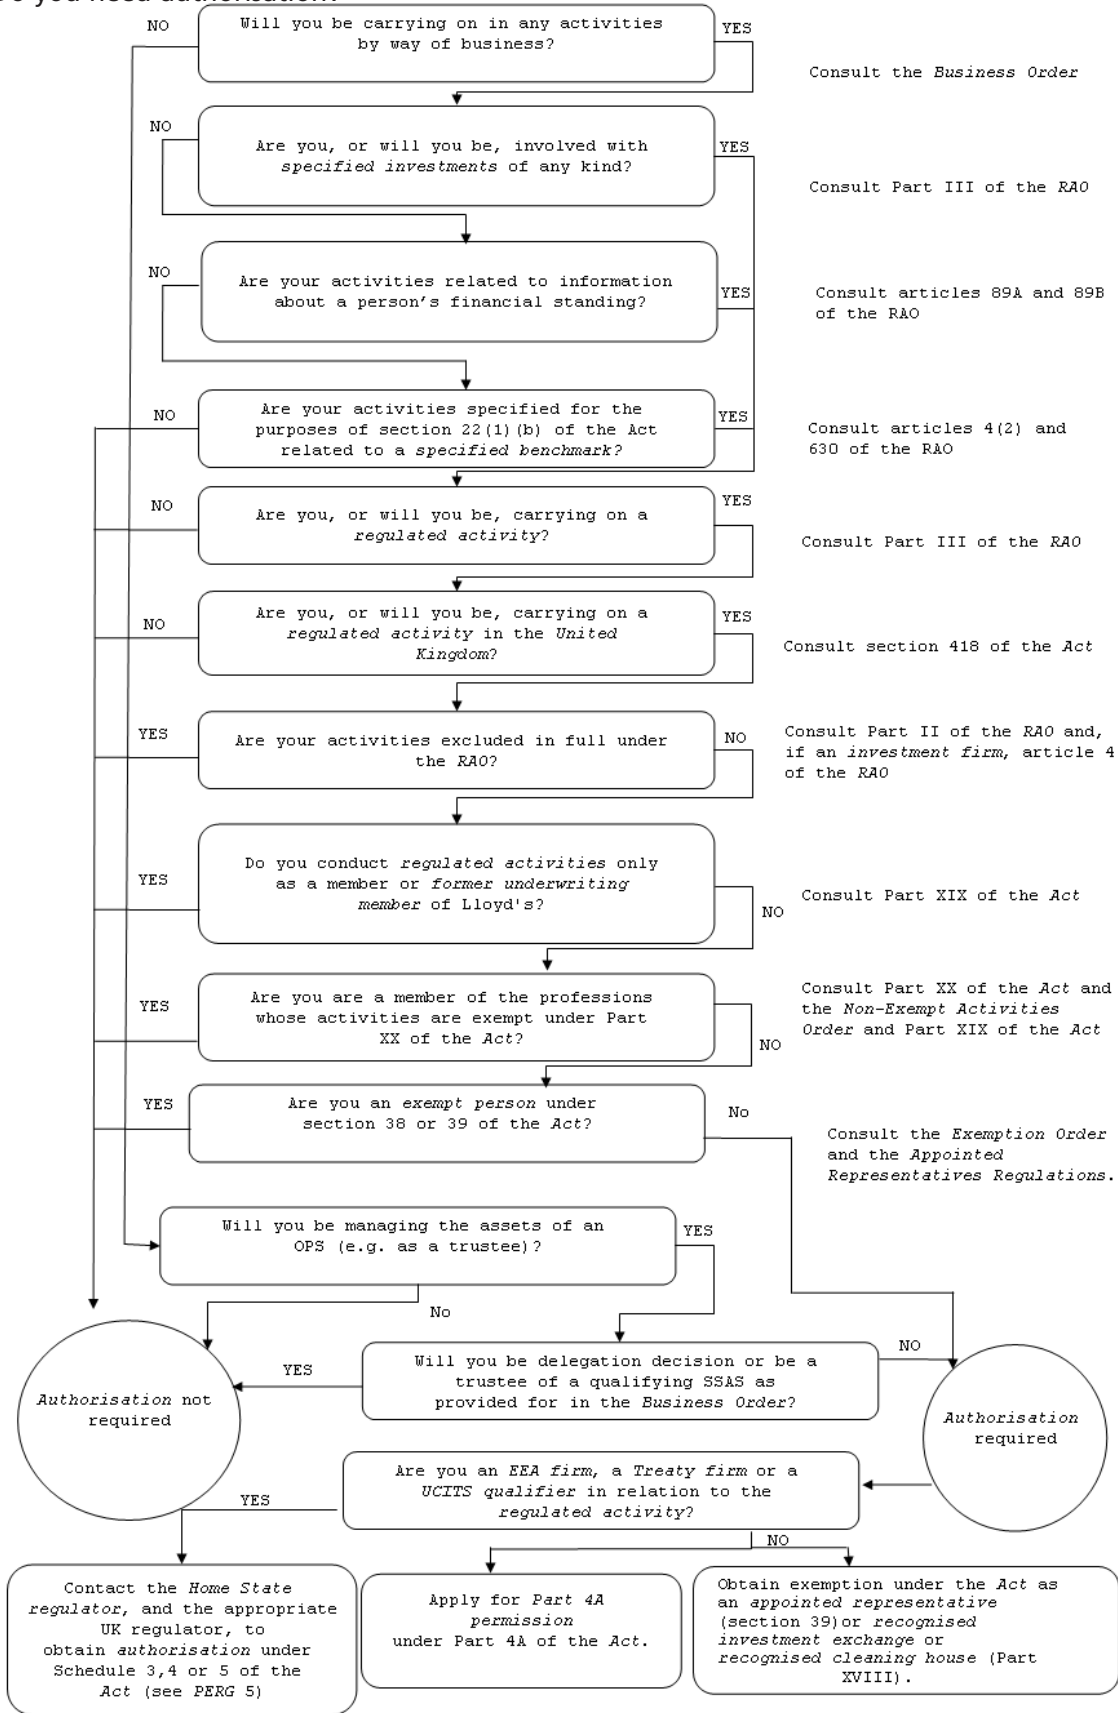 Do you need authorisation?
NO
Will you be carrying on in any activities
by way of business?
YES
Consult the Business Order
NO
Are you, or will you be, involved with
specified investments of any kind?
YES
Consult Part III of the RAO
NO
Are your activities related to information
about a person's financial standing?
YES
Consult articles 89A and 89B
of the RAO
NO
Are your activities specified for the
purposes of section 22(1)(b) of the Act
related to a specified benchmark?
YES
Consult articles 4(2) and
63O of the RAO
NO
Are you, or will you be, carrying on a
regulated activity?
YES
Consult Part III of the RAO
NO
Are you, or will you be, carrying on a
regulated activity in the United
Kingdom?
YES
Consult section 418 of the Act
YES
Are your activities excluded in full under
the RAO?
NO
Consult Part II of the RAO and,
if an investment firm, article 4
of the RAO
YES
Do you conduct regulated activities only
as a member or former underwriting
member of Lloyd's?
NO
Consult Part XIX of the Act
YES
Are you are a member of the professions
whose activities are exempt under Part
XX of the Act?
NO
Consult Part XX of the Act and
the Non-Exempt Activities
Order and Part XIX of the Act
YES
Are you an exempt person under
section 38 or 39 of the Act?
No
Consult the Exemption Order
and the Appointed
Representatives Regulations.
Will you be managing the assets of an
OPS (e.g. as a trustee)?
YES
No
YES
Will you be delegation decision or be a
trustee of a qualifying SSAS as
provided for in the Business Order?
NO
Authorisation not
required
Authorisation
required
YES
Are you an EEA firm, a Treaty firm or a
UCITS qualifier in relation to the
regulated activity?
NO
Contact the Home State
regulator, and the appropriate
UK regulator, to
obtain authorisation under
Schedule 3,4 or 5 of the
Act (see PERG 5)
Apply for Part 4A
permission
under Part 4A of the Act.
Obtain exemption under the Act as
an appointed representative
(section 39)or recognised
investment exchange or
recognised cleaning house (Part
XVIII).